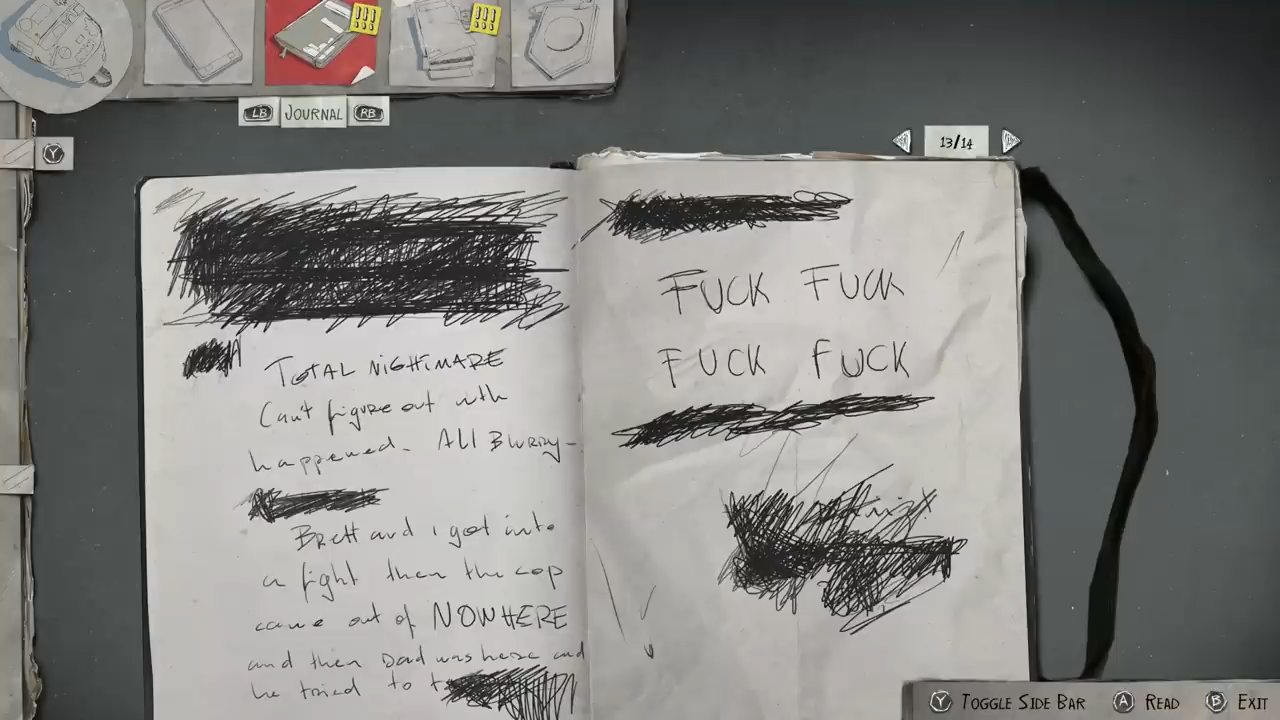 LB JOURNAL RB
13/14
TOTAL NIGHTMARE
Can't figure out wth
happened. All Blurry-
Brett and I got into
a fight then the cop
came out of NOWHERE
and then Dad was here and
he tried to t
FUCK FUCK
FUCK FUCK
Y
Y TOGGLE SIDE BAR A READ B EXIT